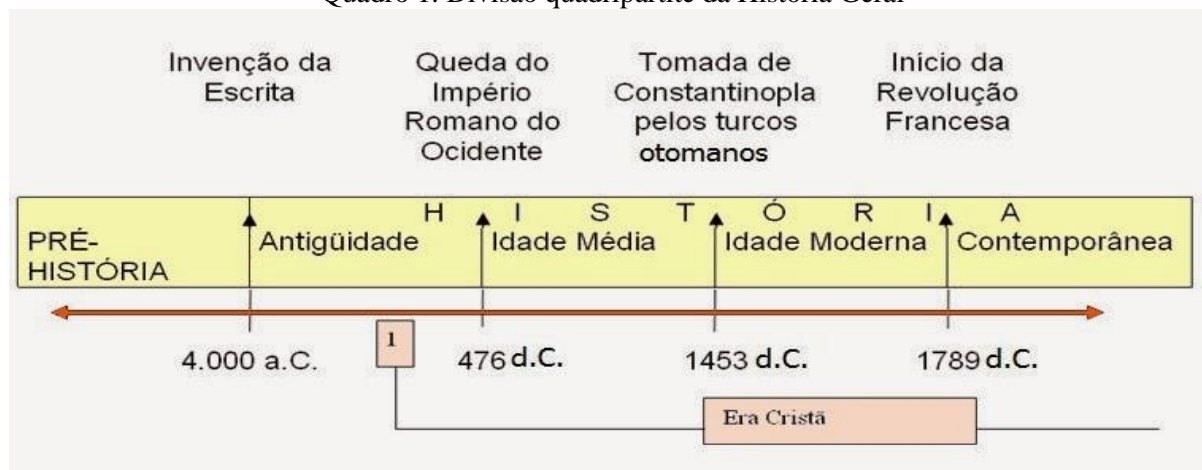 Quadro 1: Divisão quadripartite da História Geral
Invenção da
Escrita
Queda do
Império
Romano do
Ocidente
Tomada de
Constantinopla
pelos turcos
otomanos
Início da
Revolução
Francesa
H I S T Ó R I A
PRÉ-
HISTÓRIA
Antigüidade
Idade Média
Idade Moderna
Contemporânea
4.000 a.C.
1
476 d.C.
1453 d.C.
1789 d.C.
Era Cristã